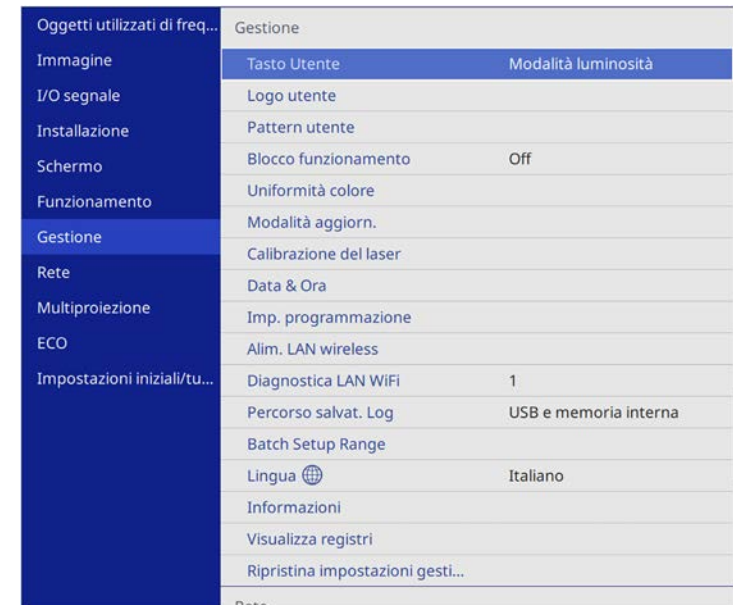 Oggetti utilizzati di freq...
Immagine
I/O segnale
Installazione
Schermo
Funzionamento
Gestione
Rete
Multiproiezione
ECO
Impostazioni iniziali/tu...
Gestione
Tasto Utente Modalità luminosità
Logo utente
Pattern utente
Blocco funzionamento Off
Uniformità colore
Modalità aggiorn.
Calibrazione del laser
Data & Ora
Imp. programmazione
Alim. LAN wireless
Diagnostica LAN WiFi 1
Percorso salvat. Log USB e memoria interna
Batch Setup Range
Lingua Italiano
Informazioni
Visualizza registri
Ripristina impostazioni gesti...